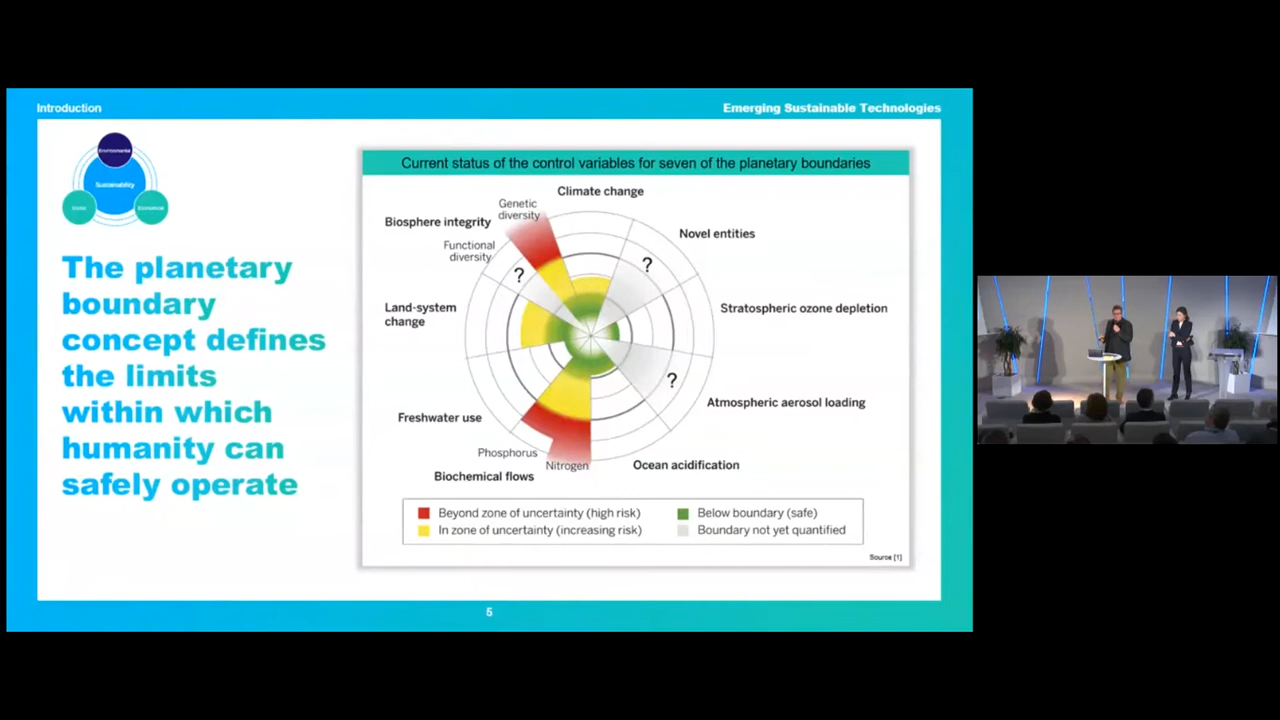 Introduction
Emerging Sustainable Technologies
Sustainability
The planetary
boundary
concept defines
the limits
within which
humanity can
safely operate
Current status of the control variables for seven of the planetary boundaries
Climate change
Genetic
diversity
Biosphere integrity
Functional
diversity
?
Novel entities
?
Land-system
change
Stratospheric ozone depletion
?
Atmospheric aerosol loading
Freshwater use
Phosphorus
Nitrogen
Biochemical flows
Ocean acidification
Beyond zone of uncertainty (high risk)
Below boundary (safe)
In zone of uncertainty (increasing risk)
Boundary not yet quantified
Source [1]
5